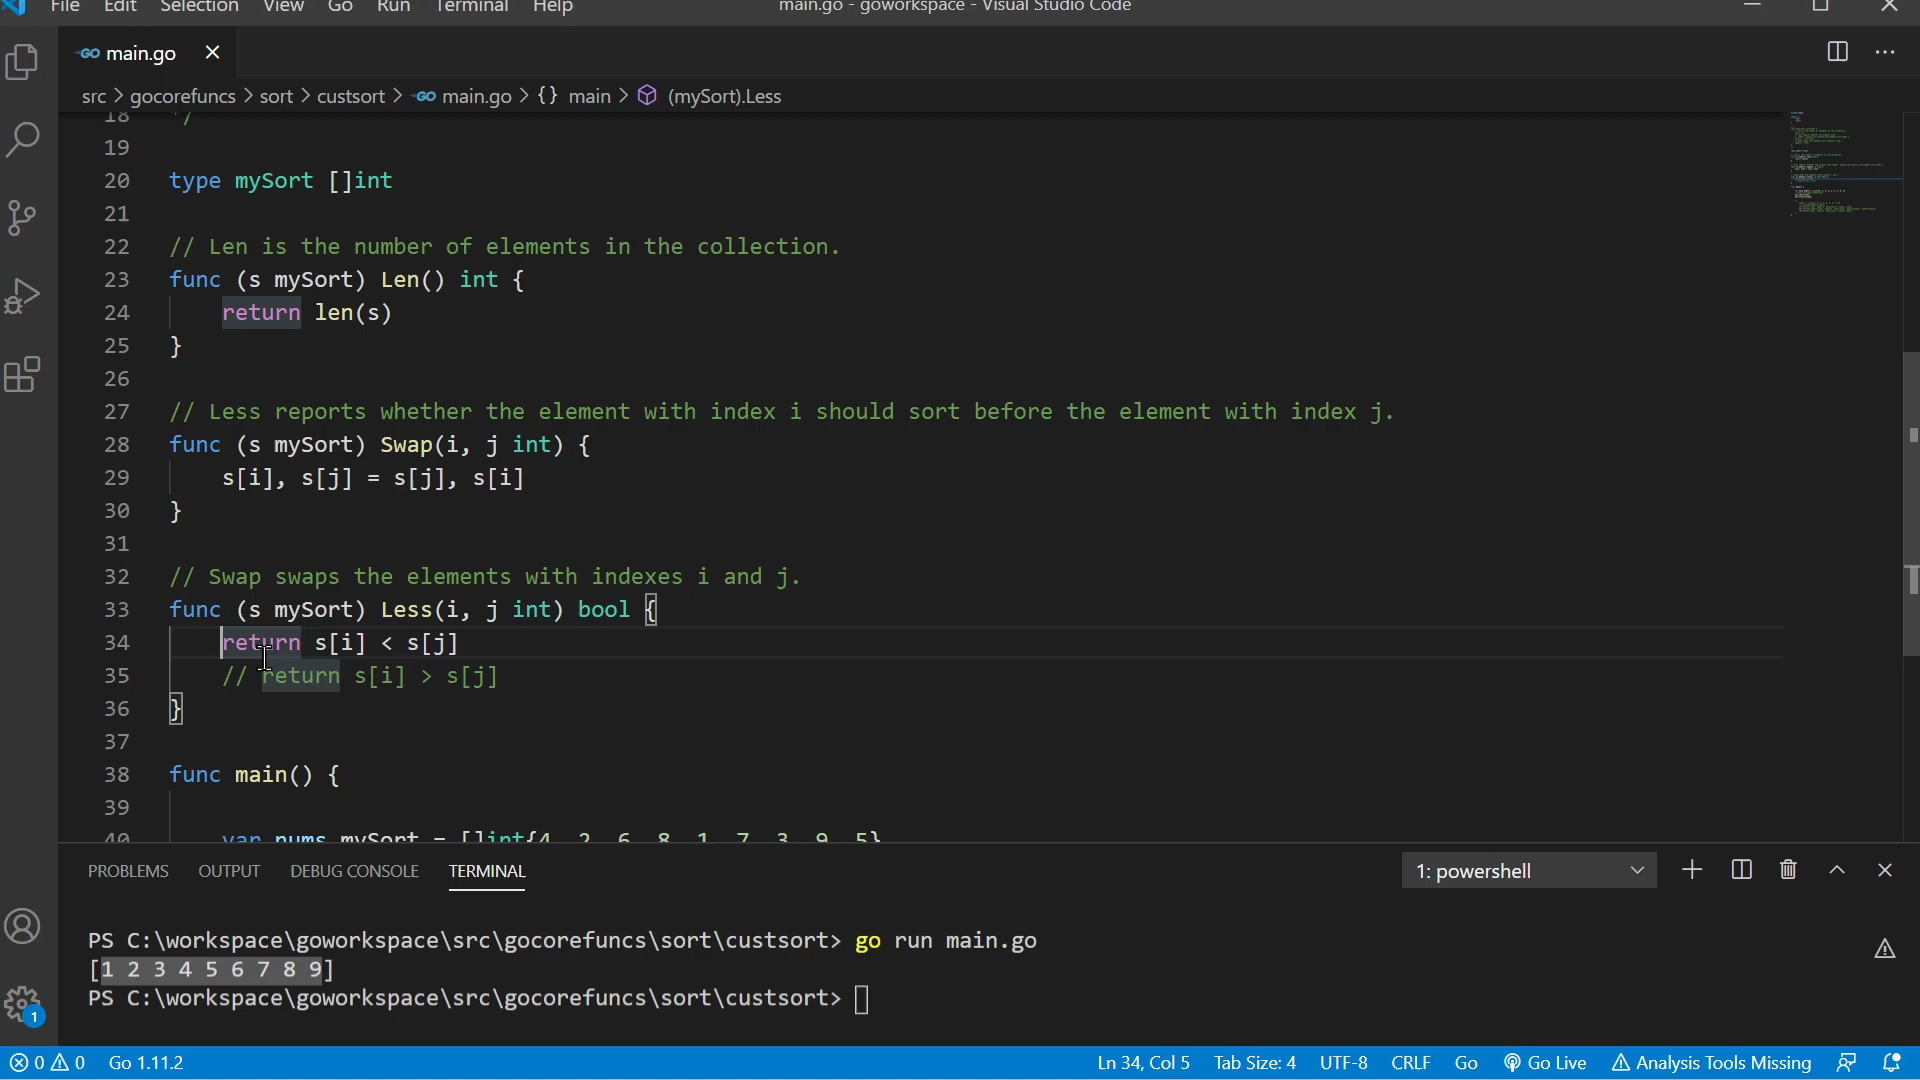 File Edit Selection View Go Run Terminal Help main.go - goworkspace - Visual Studio Code
GO main.go
src > gocorefuncs > sort > custsort > GO main.go > {} main > (mySort).Less
18 */
19
20 type mySort []int
21
22 // Len is the number of elements in the collection.
23 func (s mySort) Len() int {
24 return len(s)
25 }
26
27 // Less reports whether the element with index i should sort before the element with index j.
28 func (s mySort) Swap(i, j int) {
29 s[i], s[j] = s[j], s[i]
30 }
31
32 // Swap swaps the elements with indexes i and j.
33 func (s mySort) Less(i, j int) bool {
34 return s[i] < s[j]
35 // return s[i] > s[j]
36 }
37
38 func main() {
39
40 var nums mySort = []int{4, 2, 6, 8, 1, 7, 3, 9, 5}
PROBLEMS OUTPUT DEBUG CONSOLE TERMINAL 1: powershell
PS C:\workspace\goworkspace\src\gocorefuncs\sort\custsort> go run main.go
[1 2 3 4 5 6 7 8 9]
PS C:\workspace\goworkspace\src\gocorefuncs\sort\custsort>
1
0 0 Go 1.11.2 Ln 34, Col 5 Tab Size: 4 UTF-8 CRLF Go Go Live Analysis Tools Missing